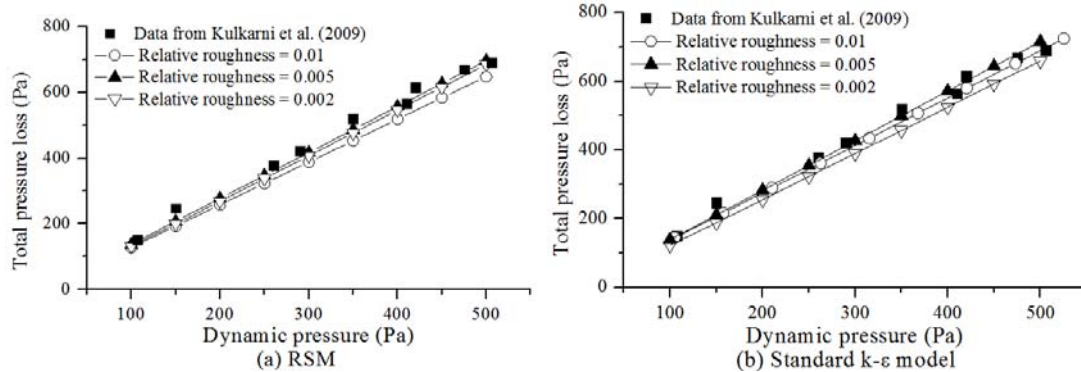 800
600
400
200
0
Total pressure loss (Pa)
Data from Kulkarni et al. (2009)
Relative roughness = 0.01
Relative roughness = 0.005
Relative roughness = 0.002
100 200 300 400 500
Dynamic pressure (Pa)
(a) RSM
800
600
400
200
0
Total pressure loss (Pa)
Data from Kulkarni et al. (2009)
Relative roughness = 0.01
Relative roughness = 0.005
Relative roughness = 0.002
100 200 300 400 500
Dynamic pressure (Pa)
(b) Standard k-ε model